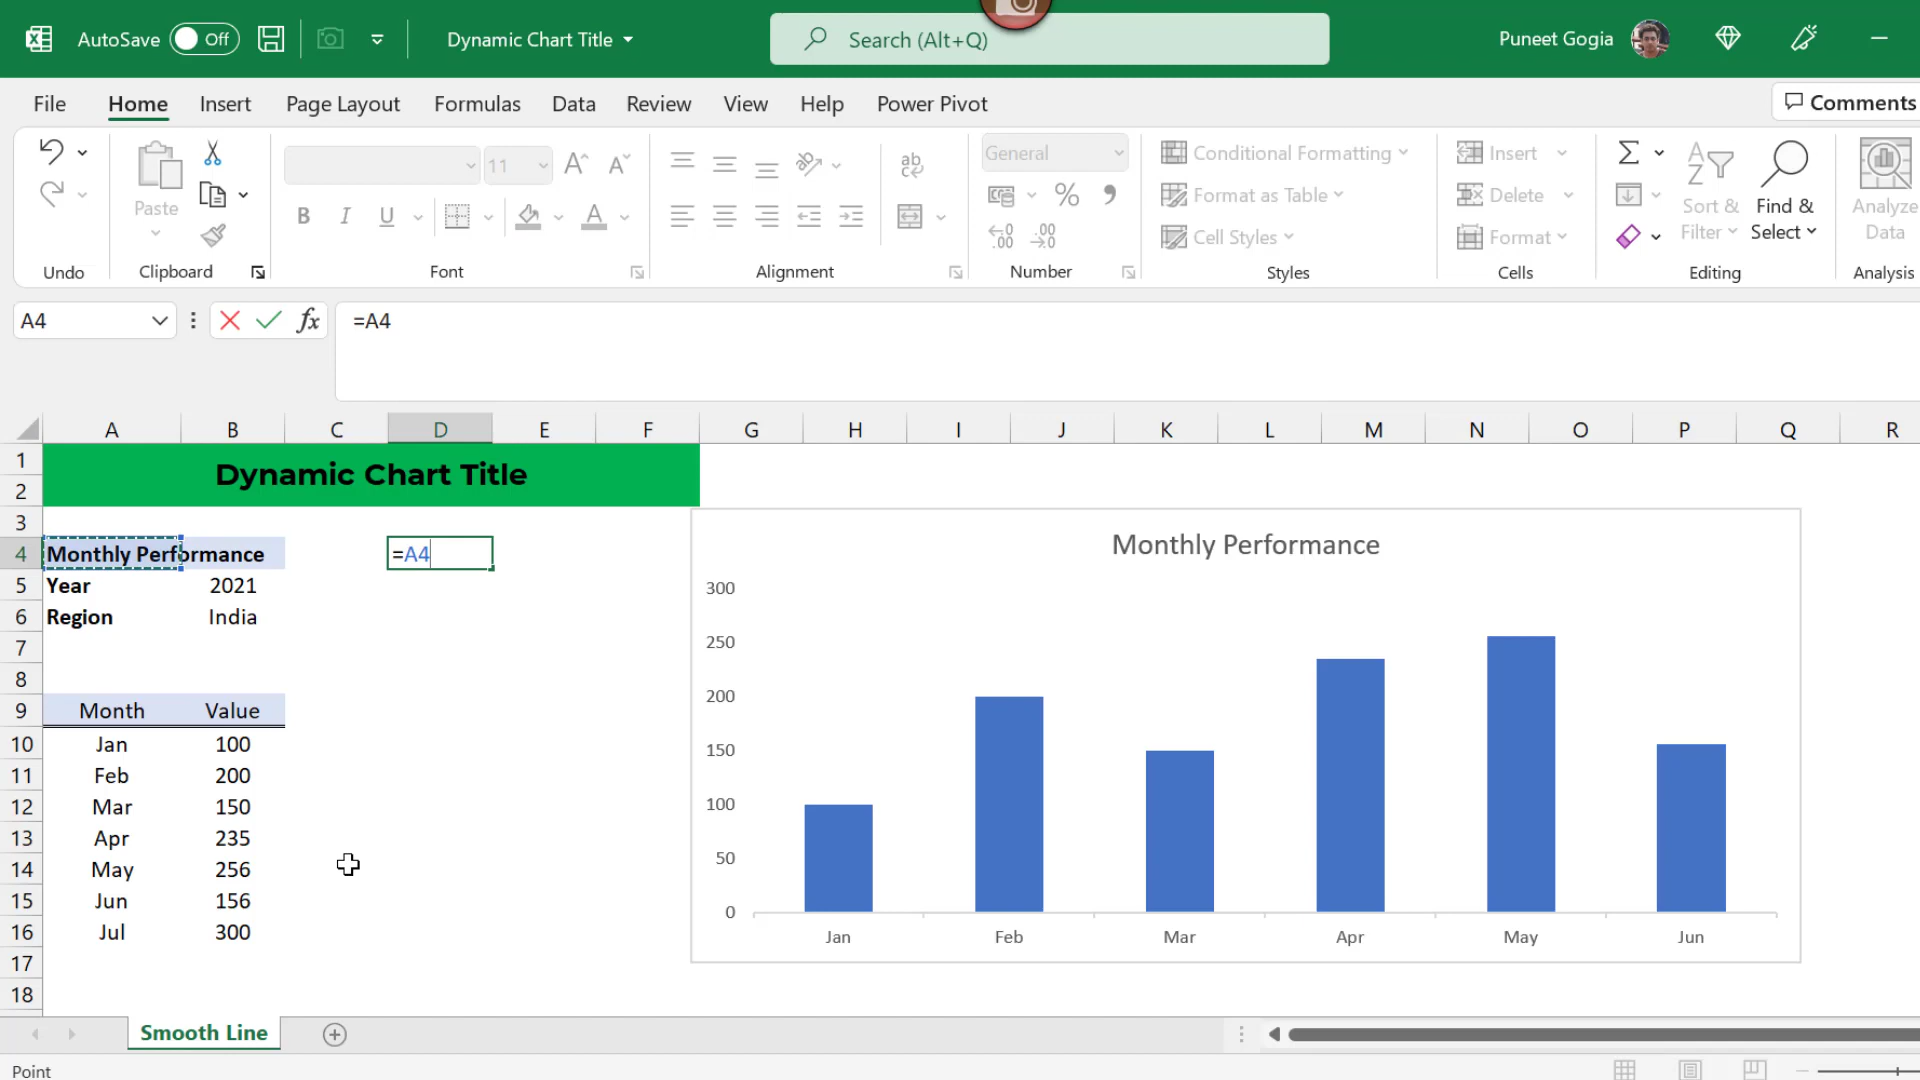 AutoSave Off Dynamic Chart Title Search (Alt+Q) Puneet Gogia
File Home Insert Page Layout Formulas Data Review View Help Power Pivot Comments
Undo
Paste
Clipboard
11
B I U A
Font
ab
Alignment
General
%
Number
Conditional Formatting
Format as Table
Cell Styles
Styles
Insert
Delete
Format
Cells
Sort & Filter
Find & Select
Editing
Analyze Data
Analysis
A4 fx =A4
A B C D E F G H I J K L M N O P Q R
1
2
Dynamic Chart Title
3
4 Monthly Performance =A4
5 Year 2021
6 Region India
7
8
9 Month Value
10 Jan 100
11 Feb 200
12 Mar 150
13 Apr 235
14 May 256
15 Jun 156
16 Jul 300
17
18
Monthly Performance
300
250
200
150
100
50
0
Jan Feb Mar Apr May Jun
Smooth Line
Point